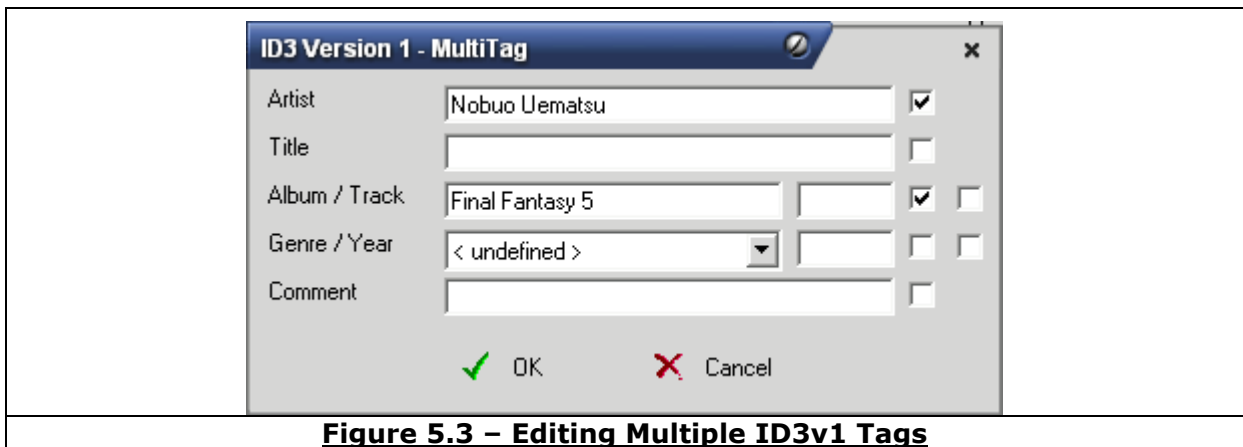 ID3 Version 1 - MultiTag
Artist Nobuo Uematsu
Title
Album / Track Final Fantasy 5
Genre / Year < undefined >
Comment
OK Cancel
Figure 5.3 – Editing Multiple ID3v1 Tags